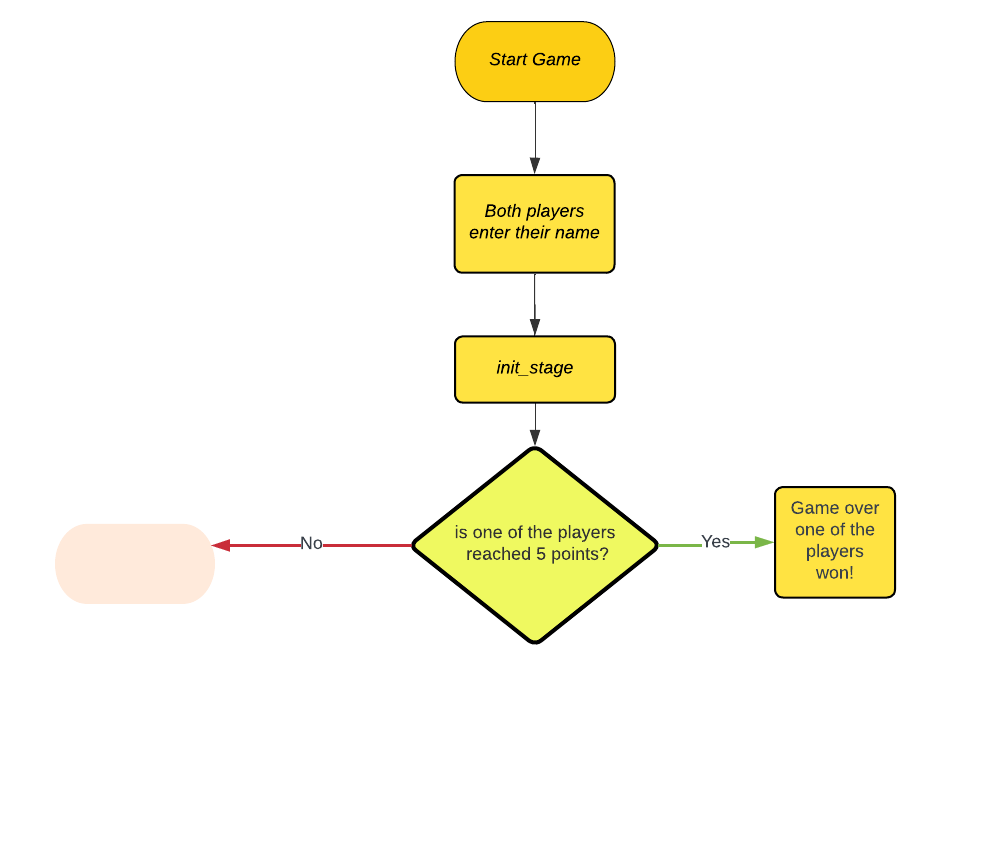 Start Game
Both players
enter their name
init_stage
is one of the players
reached 5 points?
No
Yes
Game over
one of the
players
won!